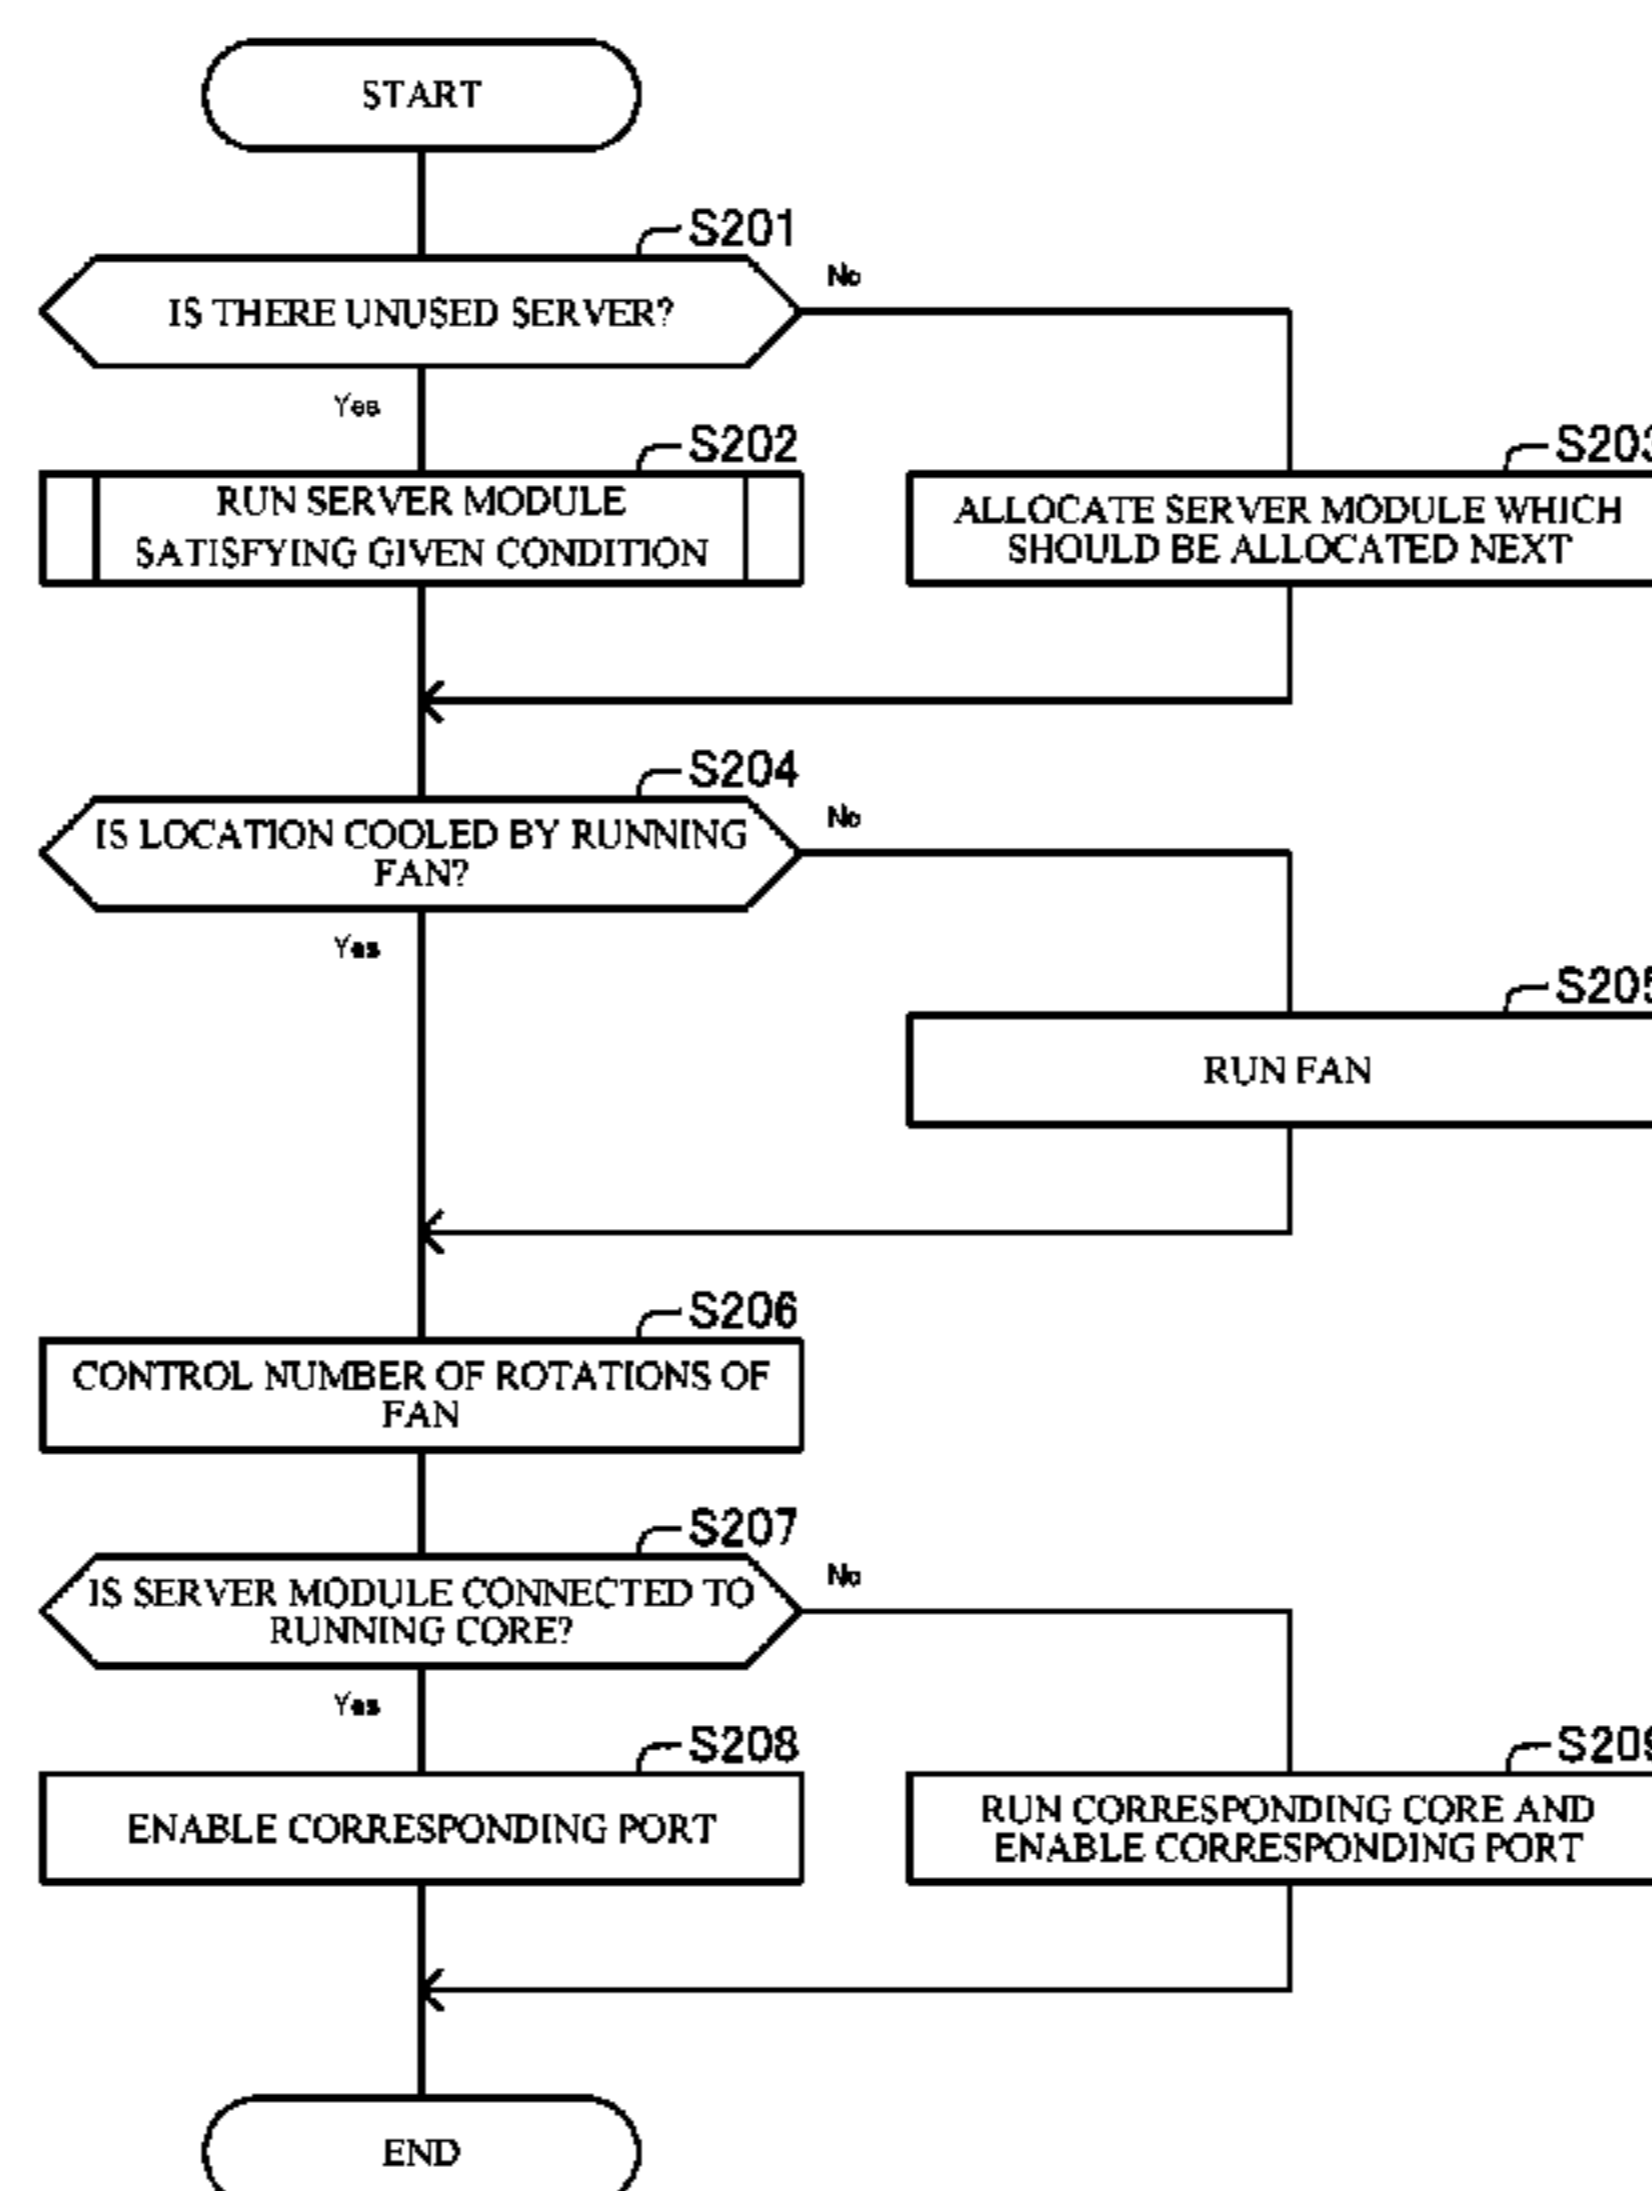 START
S201
IS THERE UNUSED SERVER?
No
Yes
S202
RUN SERVER MODULE
SATISFYING GIVEN CONDITION
S203
ALLOCATE SERVER MODULE WHICH
SHOULD BE ALLOCATED NEXT
S204
IS LOCATION COOLED BY RUNNING
FAN?
No
Yes
S205
RUN FAN
S206
CONTROL NUMBER OF ROTATIONS OF
FAN
S207
IS SERVER MODULE CONNECTED TO
RUNNING CORE?
No
Yes
S208
ENABLE CORRESPONDING PORT
S209
RUN CORRESPONDING CORE AND
ENABLE CORRESPONDING PORT
END